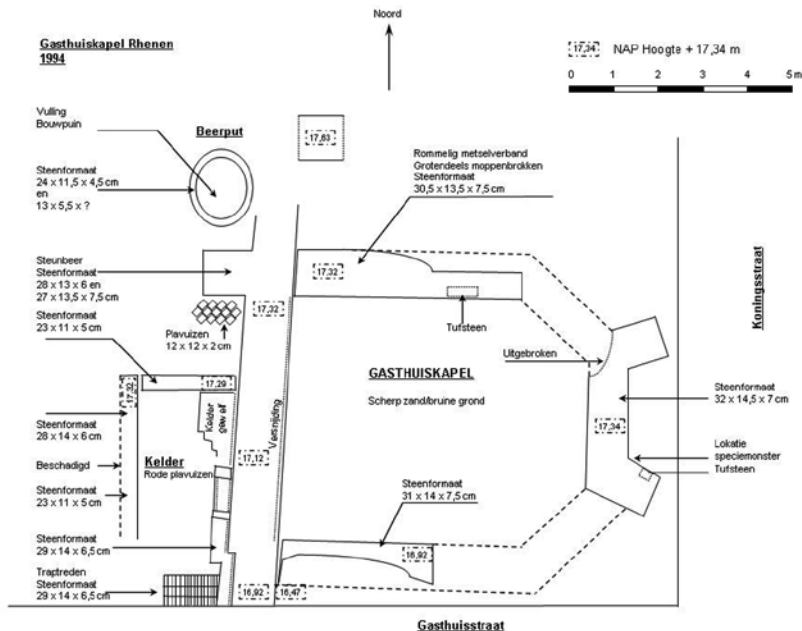 Noord
Gasthuiskapel Rhenen
1994
17,34 NAP Hoogte + 17,34 m
0 1 2 3 4 5 m
Vulling
Bouwpuin
Beerput
17,63
Rommelig metselverband
Grotendeels moppenbrokken
Steenformaat
30,5 x 13,5 x 7,5 cm
Steenformaat
24 x 11,5 x 4,5 cm
en
13 x 5,5 x ?
Steunbeer
Steenformaat
28 x 13 x 6 en
27 x 13,5 x 7,5 cm
17,32
17,32
Tufsteen
Steenformaat
23 x 11 x 5 cm
Plavuizen
12 x 12 x 2 cm
Koningsstraat
Uitgebroken
17,32
17,29
GASTHUISKAPEL
Scherp zand/bruine grond
Steenformaat
32 x 14,5 x 7 cm
Kelder
gewelf
Versnijding
17,34
Steenformaat
28 x 14 x 6 cm
Lokatie
speciemonster
Tufsteen
Beschadigd
Kelder
Rode plavuizen
17,12
Steenformaat
23 x 11 x 5 cm
Steenformaat
31 x 14 x 7,5 cm
Steenformaat
29 x 14 x 6,5 cm
16,92
Traptreden
Steenformaat
29 x 14 x 6,5 cm
16,92
16,47
Gasthuisstraat